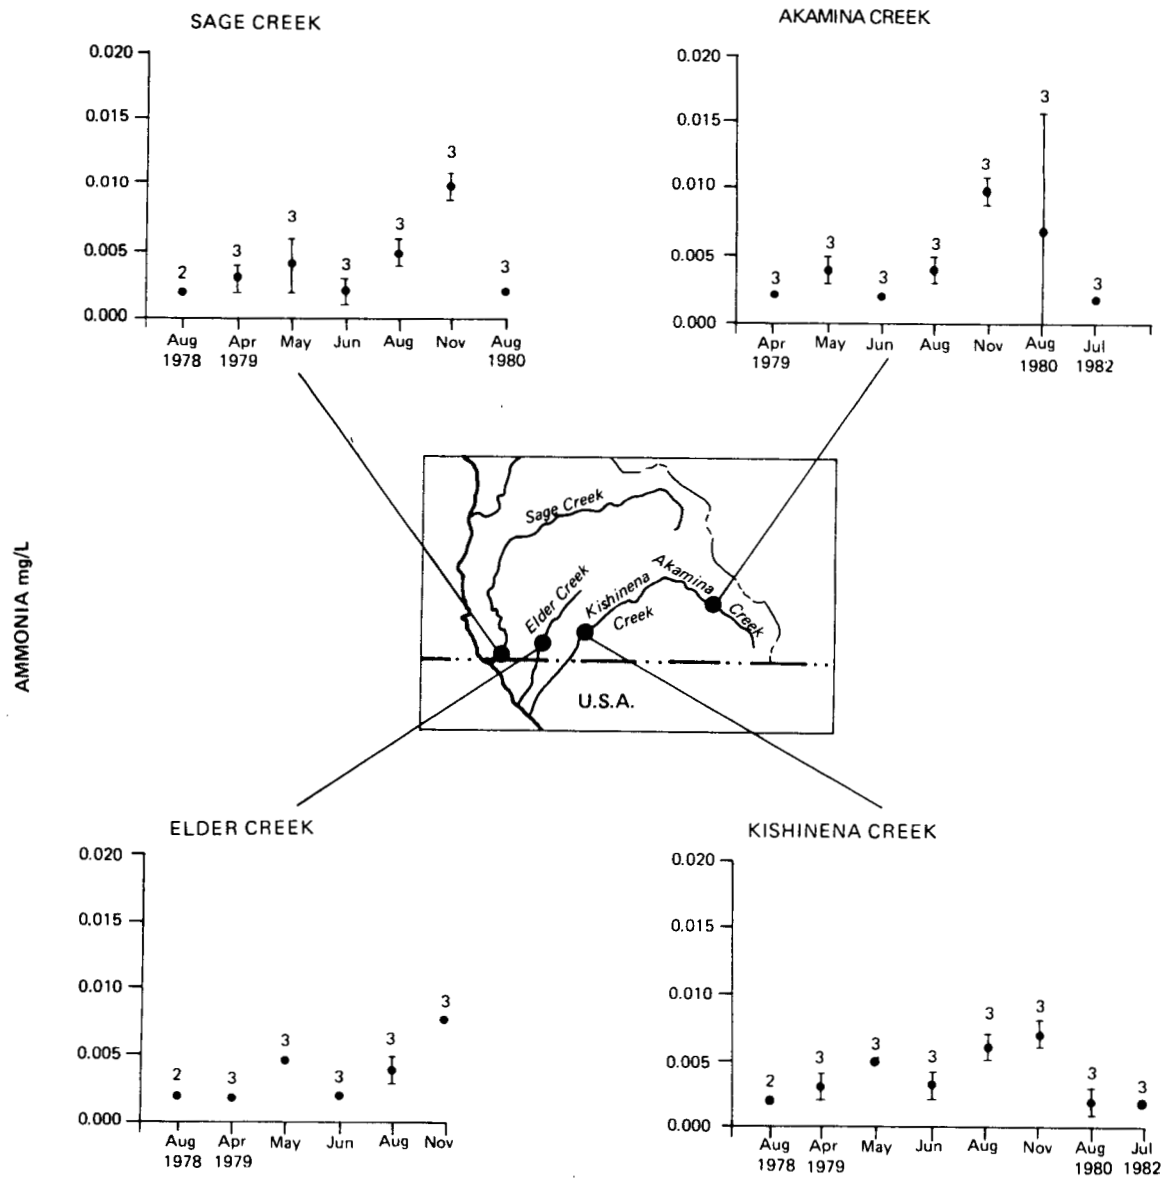 SAGE CREEK
0.020
0.015
0.010
0.005
0.000
2
3
3
3
3
3
3
Aug Apr May Jun Aug Nov Aug
1978 1979 1980
AKAMINA CREEK
0.020
0.015
0.010
0.005
0.000
3
3
3
3
3
3
3
Apr May Jun Aug Nov Aug Jul
1979 1980 1982
AMMONIA mg/L
Sage Creek
Elder Creek
Kishinena
Creek
Akamina
Creek
U.S.A.
ELDER CREEK
0.020
0.015
0.010
0.005
0.000
2
3
3
3
3
3
Aug Apr May Jun Aug Nov
1978 1979
KISHINENA CREEK
0.020
0.015
0.010
0.005
0.000
2
3
3
3
3
3
3
3
Aug Apr May Jun Aug Nov Aug Jul
1978 1979 1980 1982